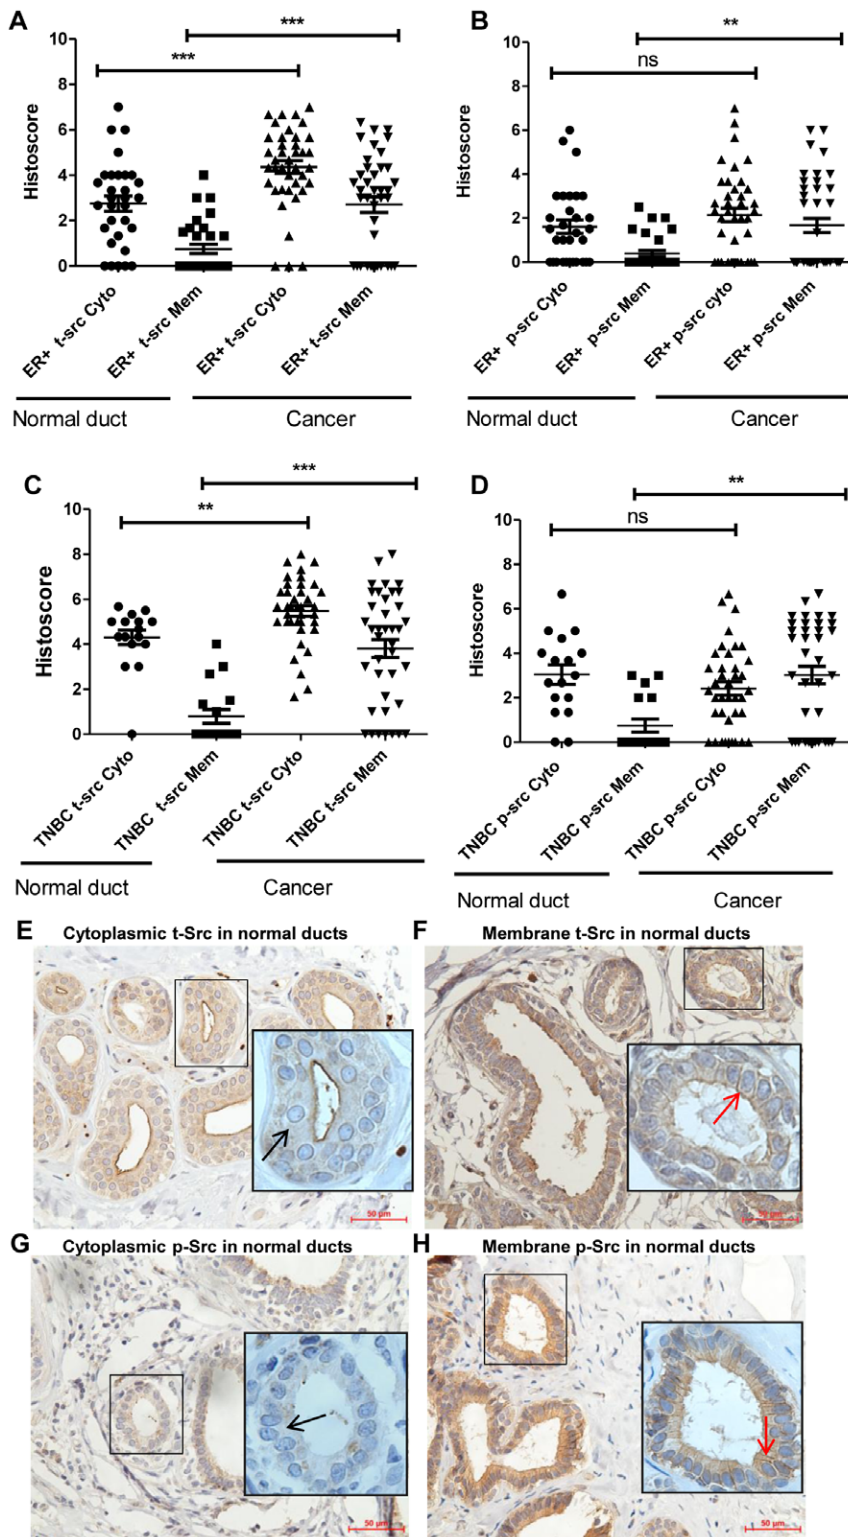 A
***
***
10
8
6
4
2
0
Histoscore
ER+ t-src Cyto
ER+ t-src Mem
ER+ t-src Cyto
ER+ t-src Mem
Normal duct
Cancer
B
**
ns
10
8
6
4
2
0
Histoscore
ER+ p-src Cyto
ER+ p-src Mem
ER+ p-src cyto
ER+ p-src Mem
Normal duct
Cancer
C
***
**
10
8
6
4
2
0
Histoscore
TNBC t-src Cyto
TNBC t-src Mem
TNBC t-src Cyto
TNBC t-src Mem
Normal duct
Cancer
D
**
ns
10
8
6
4
2
0
Histoscore
TNBC p-src Cyto
TNBC p-src Mem
TNBC p-src Cyto
TNBC p-src Mem
Normal duct
Cancer
E
Cytoplasmic t-Src in normal ducts
50 µm
F
Membrane t-Src in normal ducts
50 µm
G
Cytoplasmic p-Src in normal ducts
50 µm
H
Membrane p-Src in normal ducts
50 µm